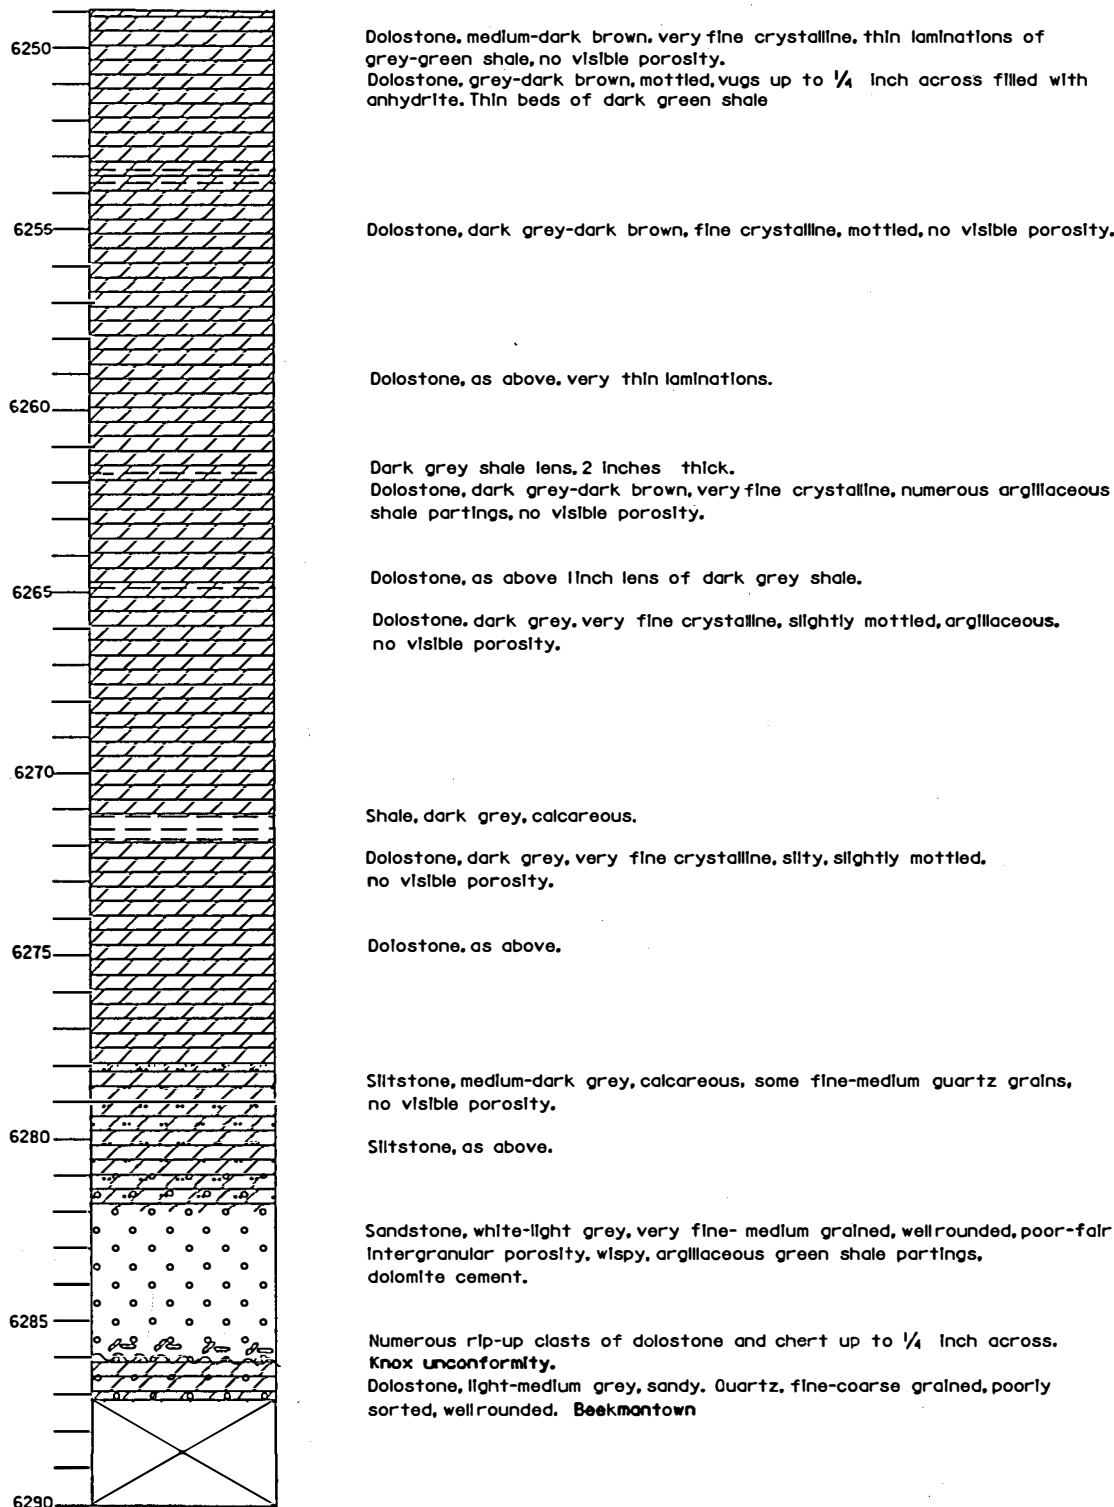 6250
Dolostone, medium-dark brown, very fine crystalline, thin laminations of
grey-green shale, no visible porosity.
Dolostone, grey-dark brown, mottled, vugs up to 1/4 inch across filled with
anhydrite. Thin beds of dark green shale
6255
Dolostone, dark grey-dark brown, fine crystalline, mottled, no visible porosity.
Dolostone, as above, very thin laminations.
6260
Dark grey shale lens, 2 inches thick.
Dolostone, dark grey-dark brown, very fine crystalline, numerous argillaceous
shale partings, no visible porosity.
Dolostone, as above 1inch lens of dark grey shale.
6265
Dolostone, dark grey, very fine crystalline, slightly mottled, argillaceous.
no visible porosity.
6270
Shale, dark grey, calcareous.
Dolostone, dark grey, very fine crystalline, silty, slightly mottled.
no visible porosity.
6275
Dolostone, as above.
Siltstone, medium-dark grey, calcareous, some fine-medium quartz grains,
no visible porosity.
6280
Siltstone, as above.
Sandstone, white-light grey, very fine- medium grained, well rounded, poor-fair
intergranular porosity, wispy, argillaceous green shale partings,
dolomite cement.
6285
Numerous rip-up clasts of dolostone and chert up to 1/4 inch across.
Knox unconformity.
Dolostone, light-medium grey, sandy. Quartz, fine-coarse grained, poorly
sorted, well rounded. Beekmantown
6290